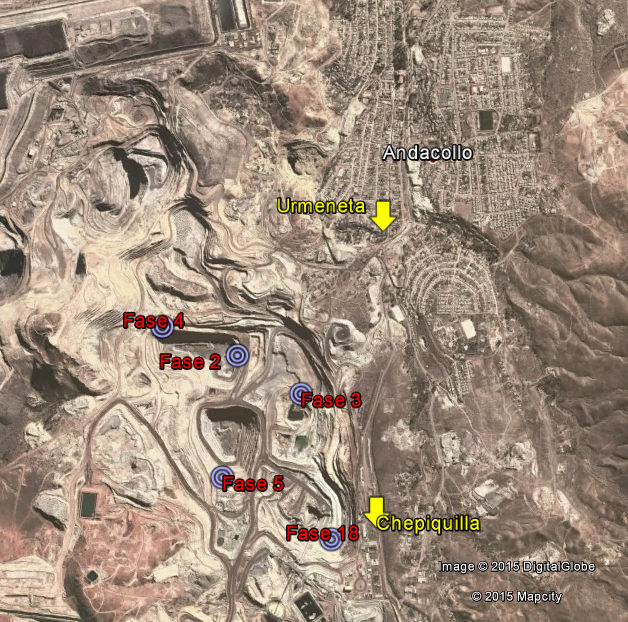 Andacollo
Urmeneta
Fase 4
Fase 2
Fase 3
Fase 5
Chepiquilla
Fase 18
Image © 2015 DigitalGlobe
© 2015 Mapcity